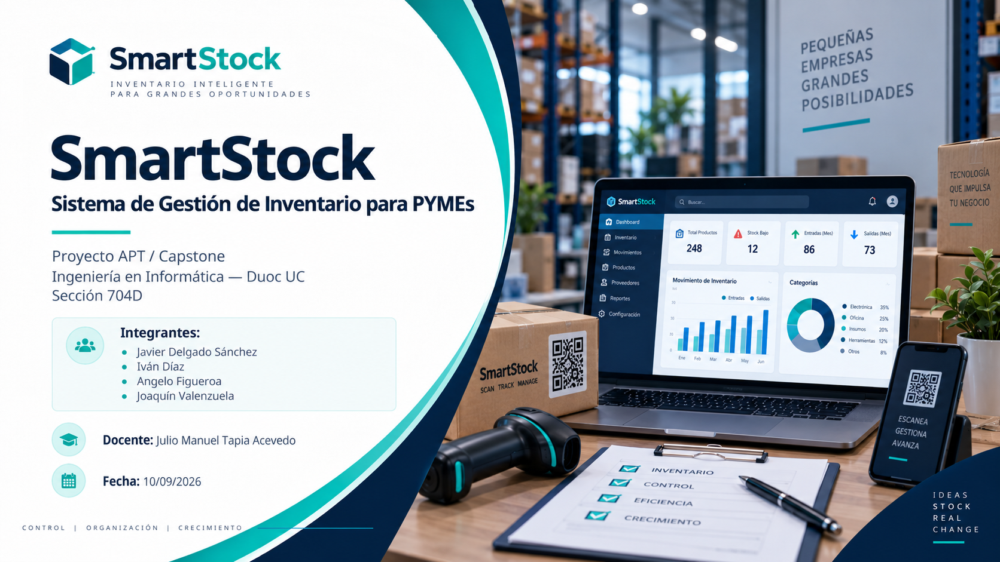 SmartStock
INVENTARIO INTELIGENTE
PARA GRANDES OPORTUNIDADES
SmartStock
Sistema de Gestión de Inventario para PYMEs
Proyecto APT / Capstone
Ingeniería en Informática — Duoc UC
Sección 704D
Integrantes:
• Javier Delgado Sánchez
• Iván Díaz
• Angelo Figueroa
• Joaquín Valenzuela
Docente: Julio Manuel Tapia Acevedo
Fecha: 10/09/2026
CONTROL | ORGANIZACIÓN | CRECIMIENTO
PEQUEÑAS
EMPRESAS
GRANDES
POSIBILIDADES
TECNOLOGÍA
QUE IMPULSA
TU NEGOCIO
SmartStock
Buscar...
Dashboard
Inventario
Movimientos
Productos
Proveedores
Reportes
Configuración
Total Productos
248
Stock Bajo
12
Entradas (Mes)
86
Salidas (Mes)
73
Movimiento de Inventario
Entradas Salidas
Ene Feb Mar Abr May Jun
Categorías
Electrónica 35%
Oficina 25%
Insumos 20%
Herramientas 12%
Otros 8%
SmartStock
SCAN TRACK MANAGE
ESCANEA
GESTIONA
AVANZA
INVENTARIO
CONTROL
EFICIENCIA
CRECIMIENTO
IDEAS
STOCK
REAL
CHANGE